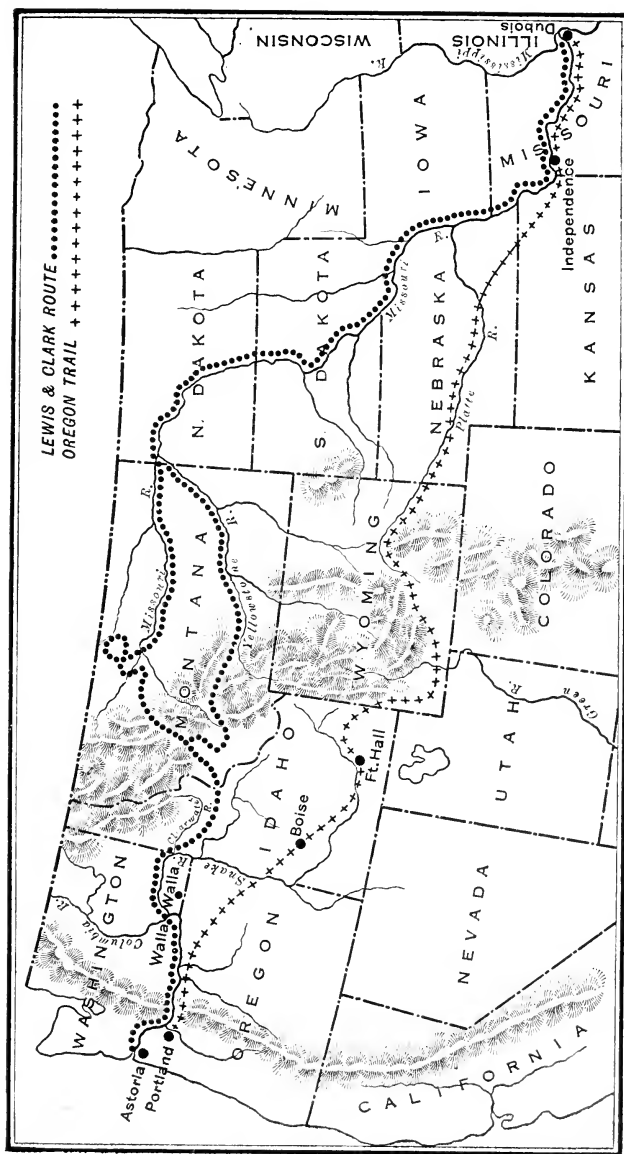 LEWIS & CLARK ROUTE
OREGON TRAIL
WASHINGTON
Columbia R.
Astoria
Portland
Walla Walla
OREGON
Snake R.
Clearwater R.
IDAHO
Boise
Ft. Hall
MONTANA
Missouri R.
Yellowstone R.
WYOMING
N. DAKOTA
S. DAKOTA
Missouri R.
NEBRASKA
Platte R.
MINNESOTA
WISCONSIN
IOWA
ILLINOIS
Mississippi R.
Dubois
MISSOURI
Independence
KANSAS
COLORADO
UTAH
Green R.
NEVADA
CALIFORNIA